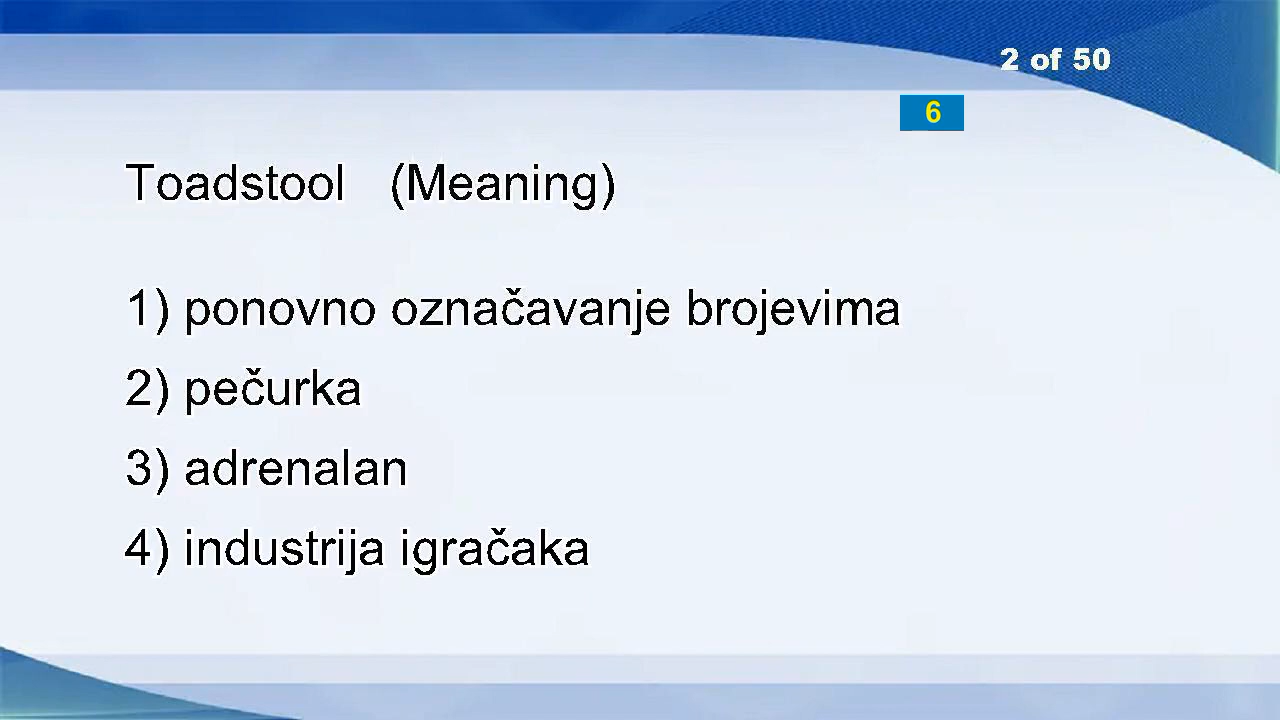 2 of 50
6
Toadstool (Meaning)
1) ponovno označavanje brojevima
2) pečurka
3) adrenalan
4) industrija igračaka